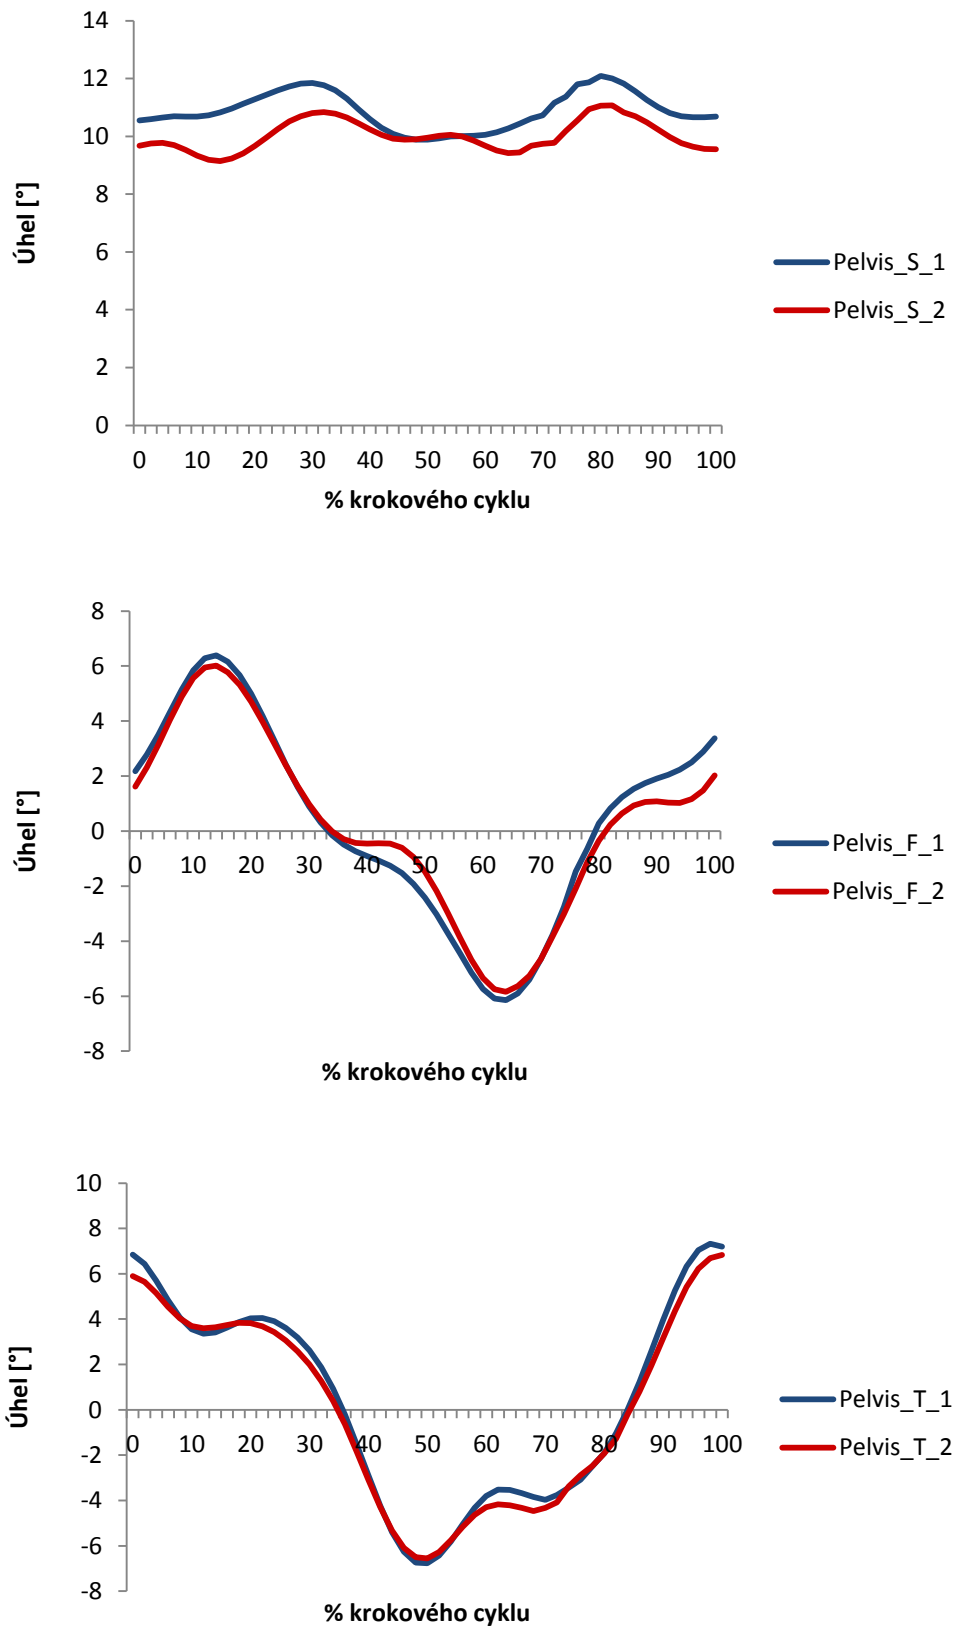 14
12
10
8
6
4
2
0
Úhel [°]
0 10 20 30 40 50 60 70 80 90 100
% krokového cyklu
Pelvis_S_1
Pelvis_S_2
8
6
4
2
0
-2
-4
-6
-8
Úhel [°]
0 10 20 30 40 50 60 70 80 90 100
% krokového cyklu
Pelvis_F_1
Pelvis_F_2
10
8
6
4
2
0
-2
-4
-6
-8
Úhel [°]
0 10 20 30 40 50 60 70 80 90 100
% krokového cyklu
Pelvis_T_1
Pelvis_T_2